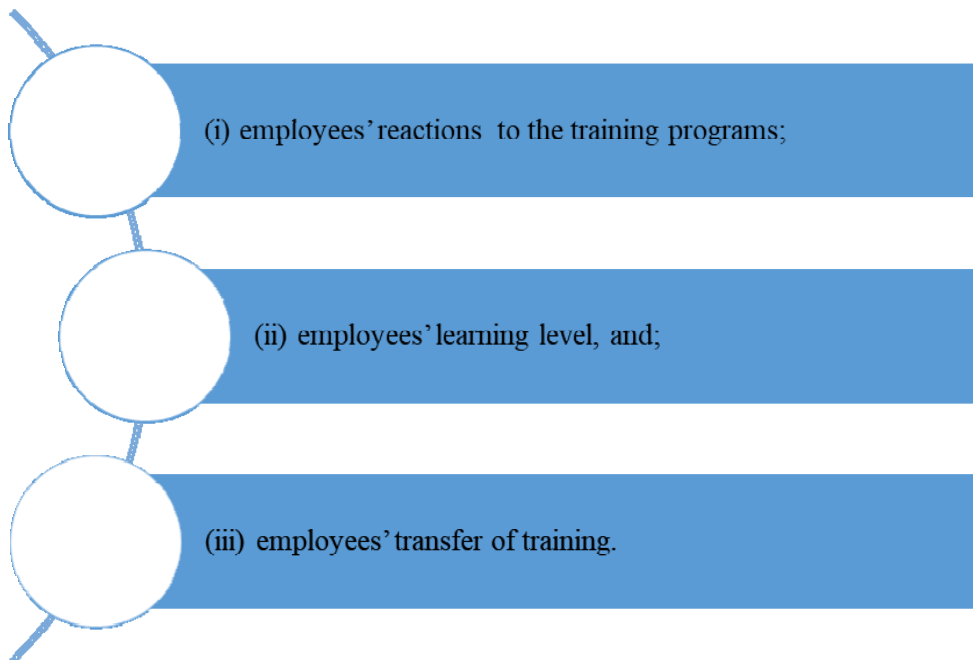 (i) employees’ reactions to the training programs;
(ii) employees’ learning level, and;
(iii) employees’ transfer of training.